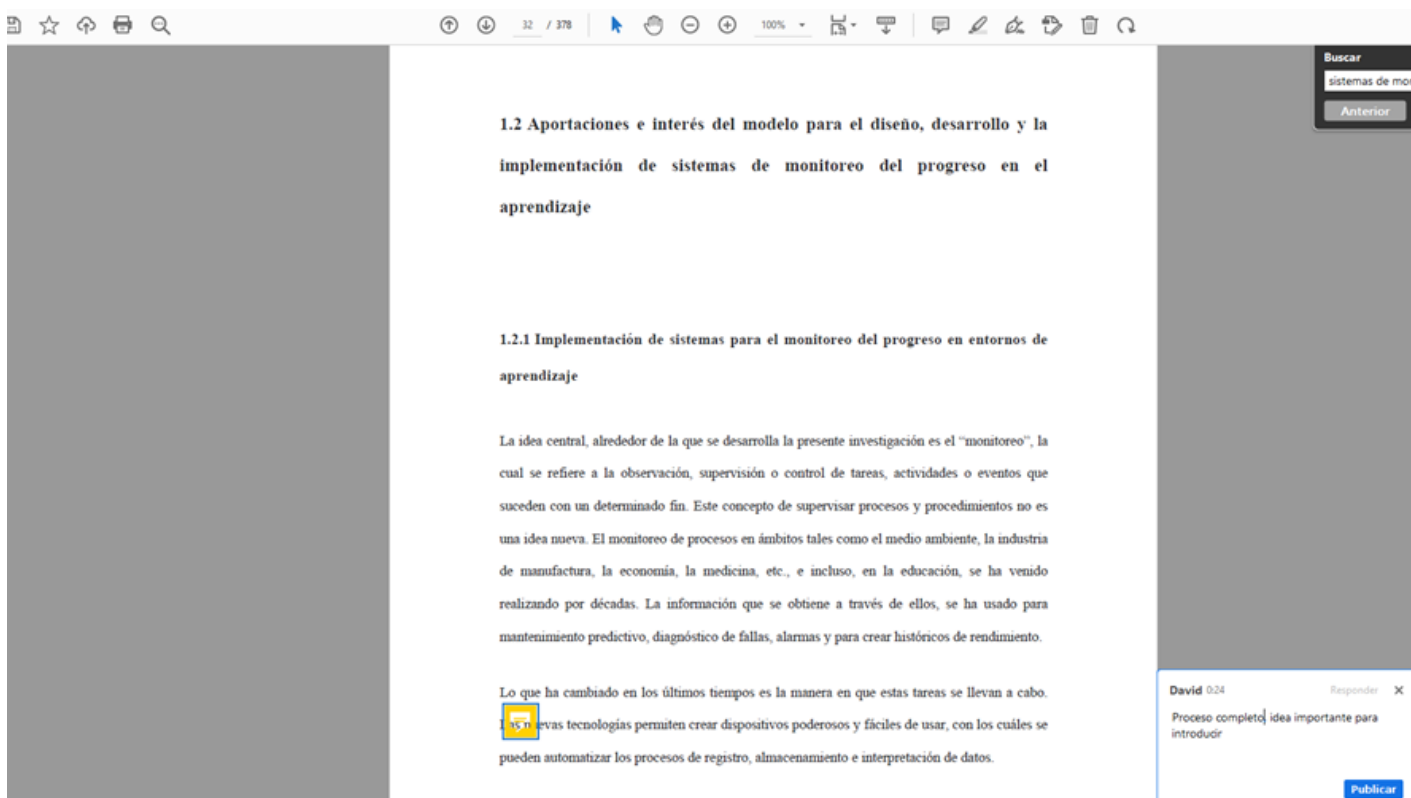 32 / 378
100%
Buscar
sistemas de mo
Anterior
1.2 Aportaciones e interés del modelo para el diseño, desarrollo y la
implementación de sistemas de monitoreo del progreso en el
aprendizaje
1.2.1 Implementación de sistemas para el monitoreo del progreso en entornos de
aprendizaje
La idea central, alrededor de la que se desarrolla la presente investigación es el “monitoreo”, la
cual se refiere a la observación, supervisión o control de tareas, actividades o eventos que
suceden con un determinado fin. Este concepto de supervisar procesos y procedimientos no es
una idea nueva. El monitoreo de procesos en ámbitos tales como el medio ambiente, la industria
de manufactura, la economía, la medicina, etc., e incluso, en la educación, se ha venido
realizando por décadas. La información que se obtiene a través de ellos, se ha usado para
mantenimiento predictivo, diagnóstico de fallas, alarmas y para crear históricos de rendimiento.
Lo que ha cambiado en los últimos tiempos es la manera en que estas tareas se llevan a cabo.
Las nuevas tecnologías permiten crear dispositivos poderosos y fáciles de usar, con los cuáles se
pueden automatizar los procesos de registro, almacenamiento e interpretación de datos.
David 0:24
Responder
Proceso completo, idea importante para
introducir
Publicar